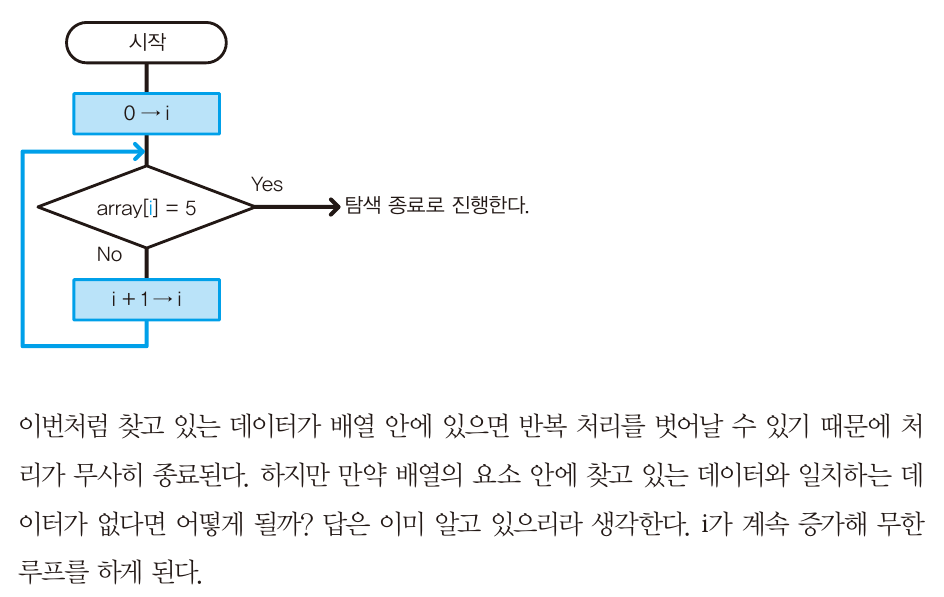 시작
0 → i
Yes
array[i] = 5
탐색 종료로 진행한다.
No
i + 1 → i
이번처럼 찾고 있는 데이터가 배열 안에 있으면 반복 처리를 벗어날 수 있기 때문에 처
리가 무사히 종료된다. 하지만 만약 배열의 요소 안에 찾고 있는 데이터와 일치하는 데
이터가 없다면 어떻게 될까? 답은 이미 알고 있으리라 생각한다. i가 계속 증가해 무한
루프를 하게 된다.